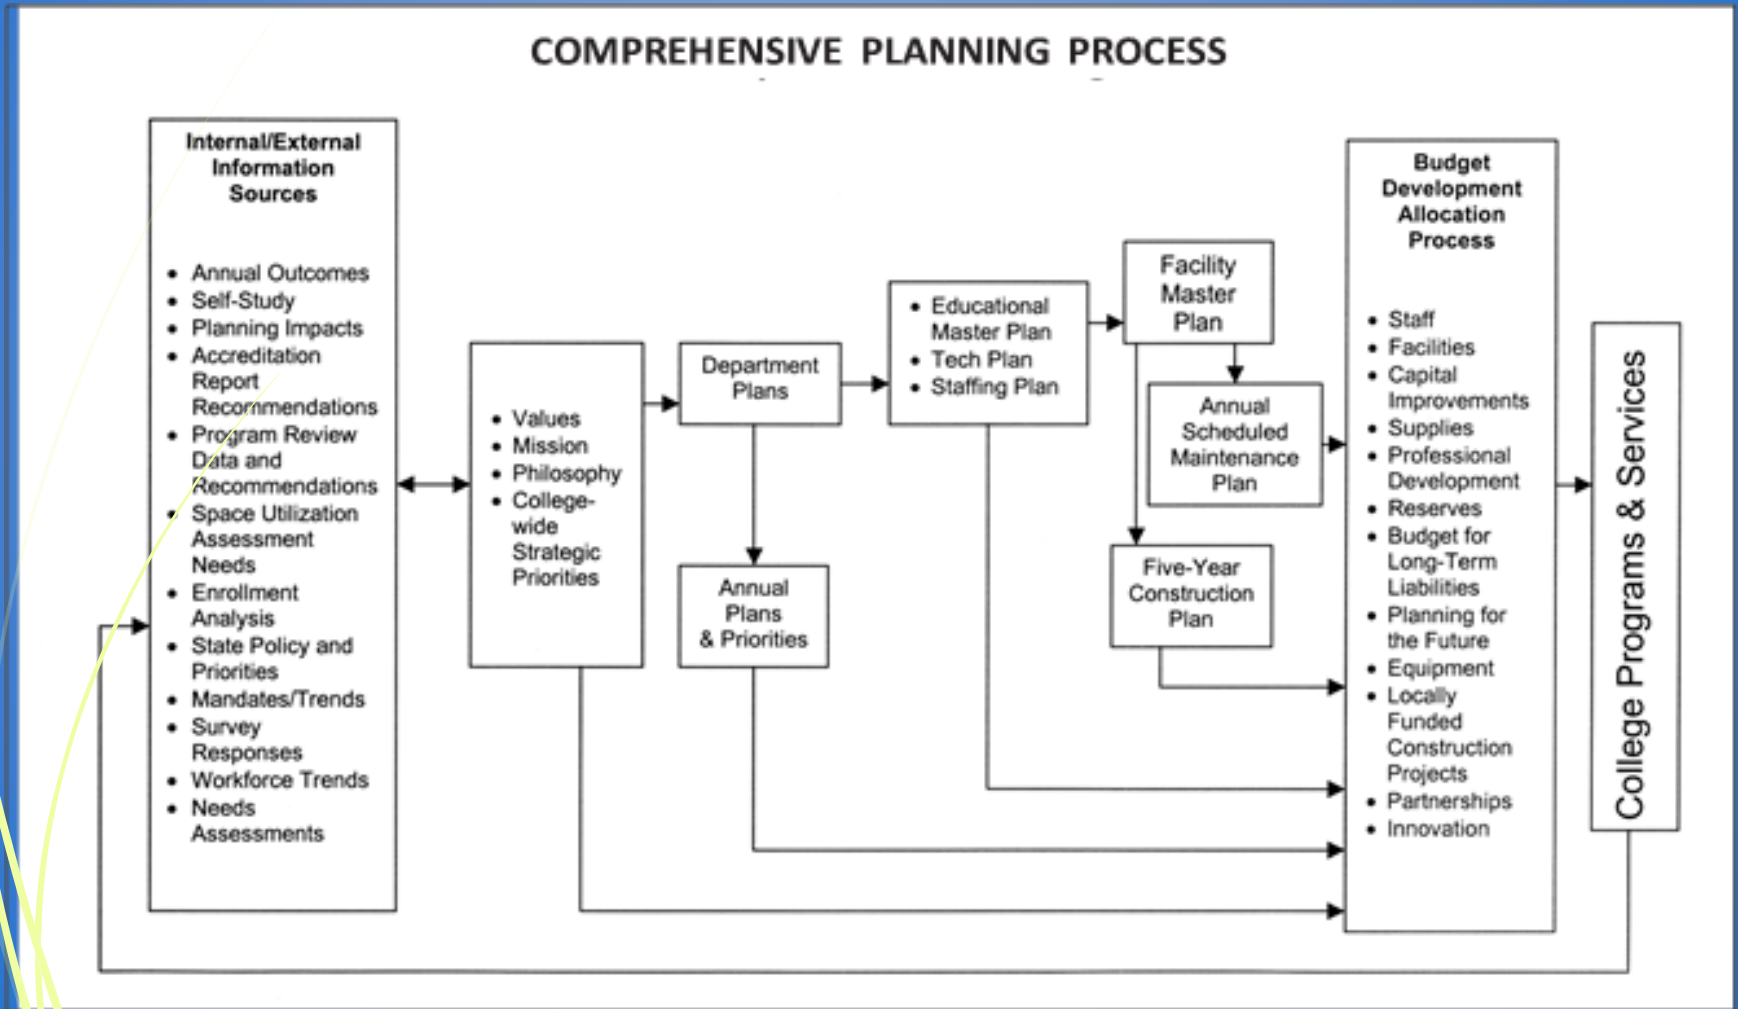 COMPREHENSIVE PLANNING PROCESS
Internal/External
Information
Sources
• Annual Outcomes
• Self-Study
• Planning Impacts
• Accreditation
Report
Recommendations
• Program Review
Data and
Recommendations
• Space Utilization
Assessment
Needs
• Enrollment
Analysis
• State Policy and
Priorities
• Mandates/Trends
• Survey
Responses
• Workforce Trends
• Needs
Assessments
• Values
• Mission
• Philosophy
• College-
wide
Strategic
Priorities
Department
Plans
Annual
Plans
& Priorities
• Educational
Master Plan
• Tech Plan
• Staffing Plan
Facility
Master
Plan
Annual
Scheduled
Maintenance
Plan
Five-Year
Construction
Plan
Budget
Development
Allocation
Process
• Staff
• Facilities
• Capital
Improvements
• Supplies
• Professional
Development
• Reserves
• Budget for
Long-Term
Liabilities
• Planning for
the Future
• Equipment
• Locally
Funded
Construction
Projects
• Partnerships
• Innovation
College Programs & Services